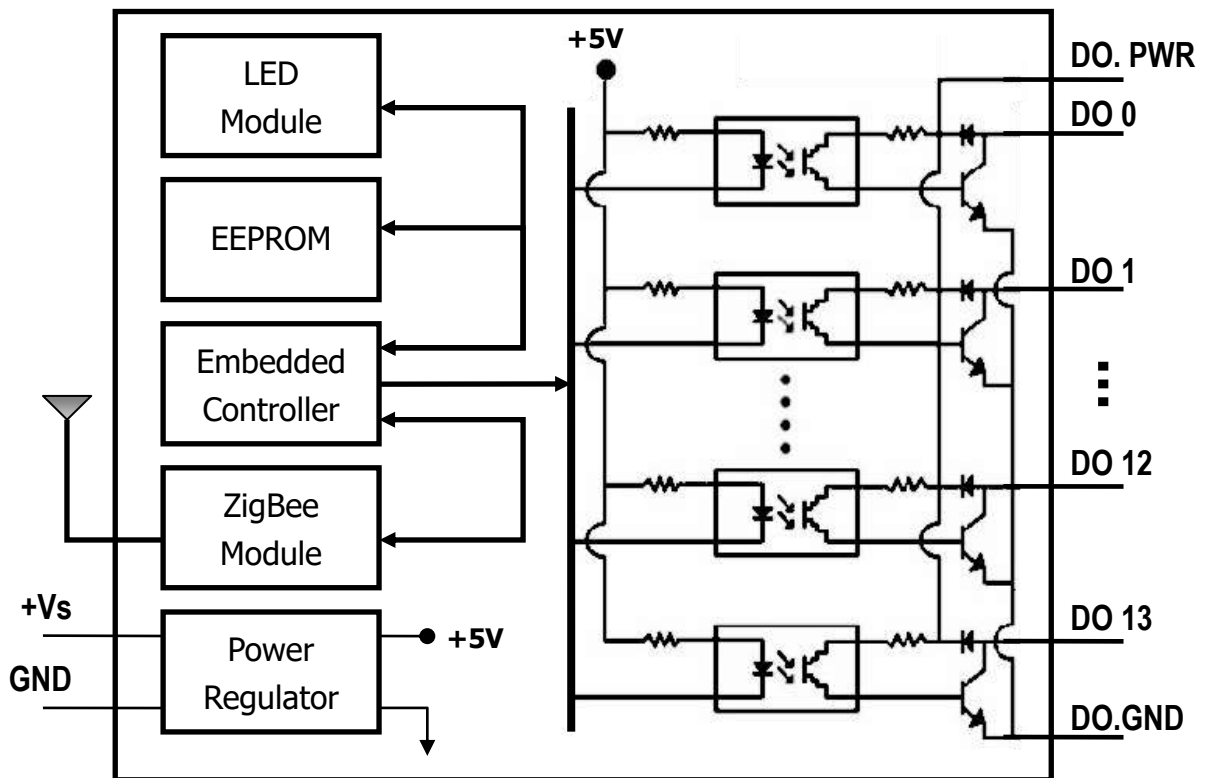 LED
Module
EEPROM
Embedded
Controller
ZigBee
Module
+Vs
GND
Power
Regulator
+5V
+5V
DO. PWR
DO 0
DO 1
DO 12
DO 13
DO.GND